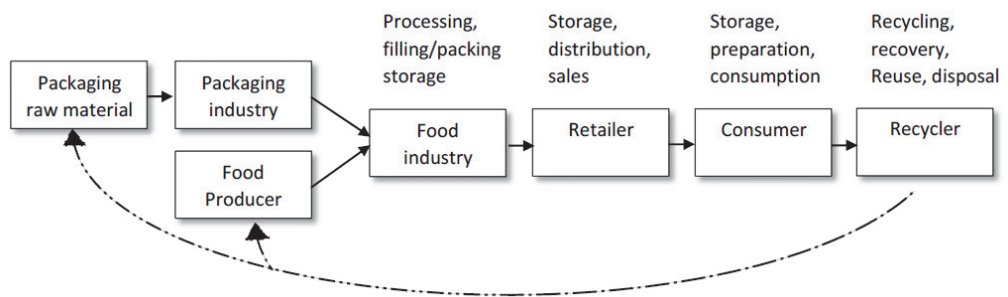 Processing,
filling/packing
storage
Storage,
distribution,
sales
Storage,
preparation,
consumption
Recycling,
recovery,
Reuse, disposal
Packaging
raw material
Packaging
industry
Food
Producer
Food
industry
Retailer
Consumer
Recycler